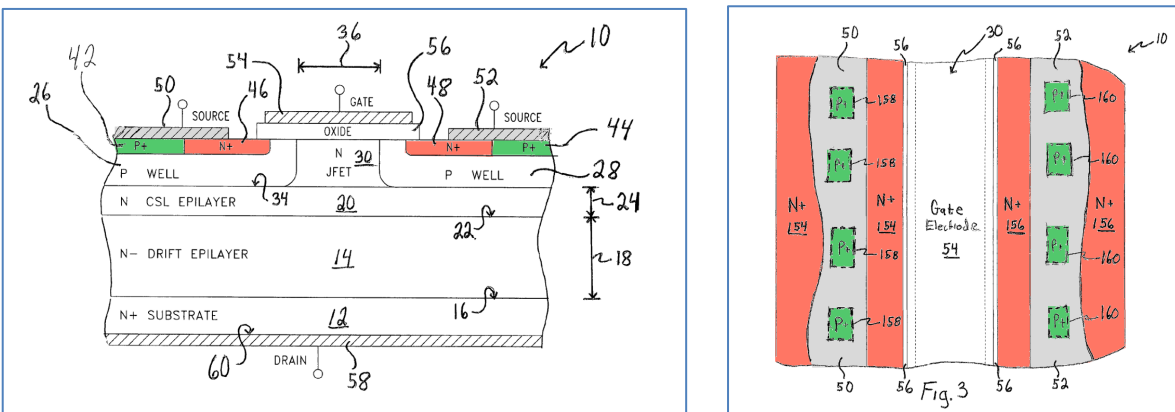 36
10
42
54
56
50
52
26
46
GATE
48
SOURCE
SOURCE
44
OXIDE
P+
N+
N+
P+
N
30
P WELL
JFET
P WELL
28
34
N CSL EPILAYER
20
24
22
N- DRIFT EPILAYER
14
18
16
N+ SUBSTRATE
12
60
DRAIN
58
50
56
30
56
52
10
P+
158
P+
160
P+
158
P+
160
N+
154
N+
154
Gate
Electrode
54
N+
156
N+
156
P+
158
P+
160
P+
158
P+
160
50
56
56
52
Fig. 3